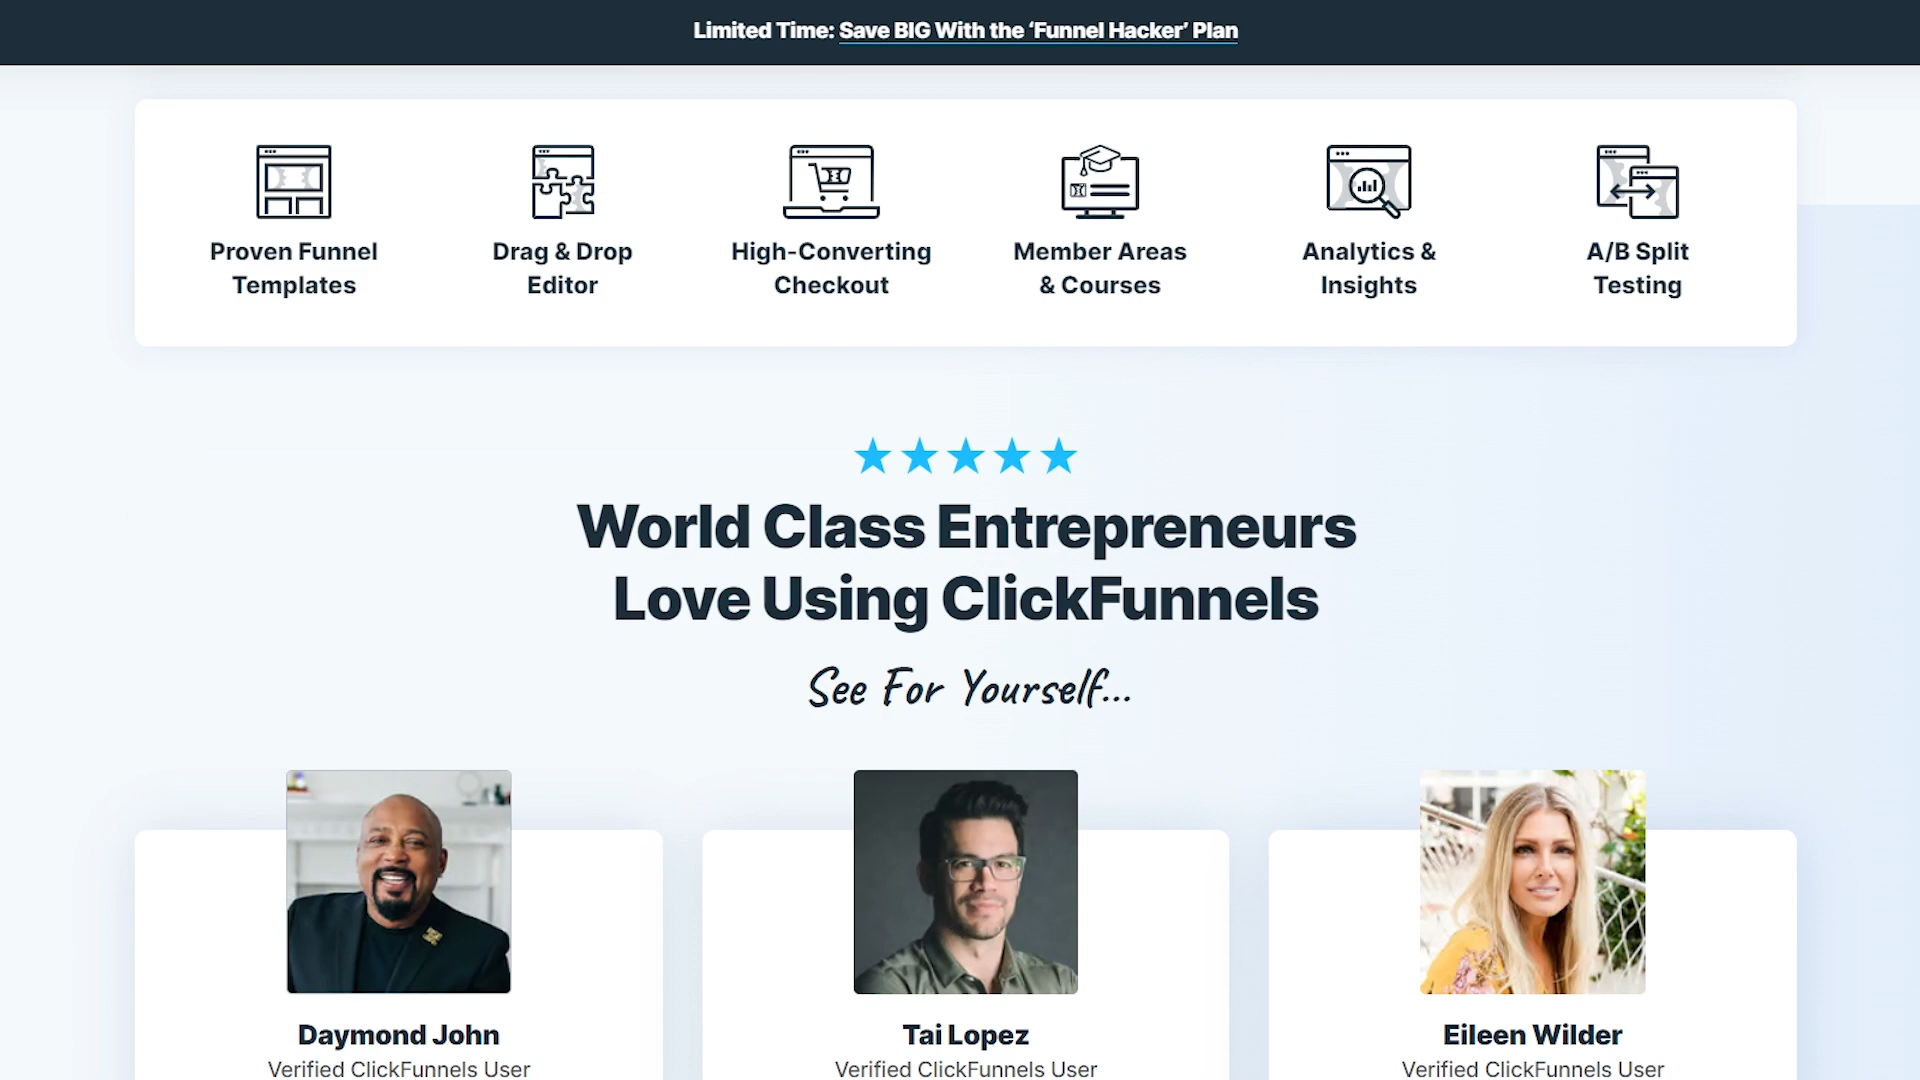 Limited Time: Save BIG With the ‘Funnel Hacker’ Plan
Proven Funnel
Templates
Drag & Drop
Editor
High-Converting
Checkout
Member Areas
& Courses
Analytics &
Insights
A/B Split
Testing
World Class Entrepreneurs
Love Using ClickFunnels
See For Yourself...
Daymond John
Verified ClickFunnels User
Tai Lopez
Verified ClickFunnels User
Eileen Wilder
Verified ClickFunnels User